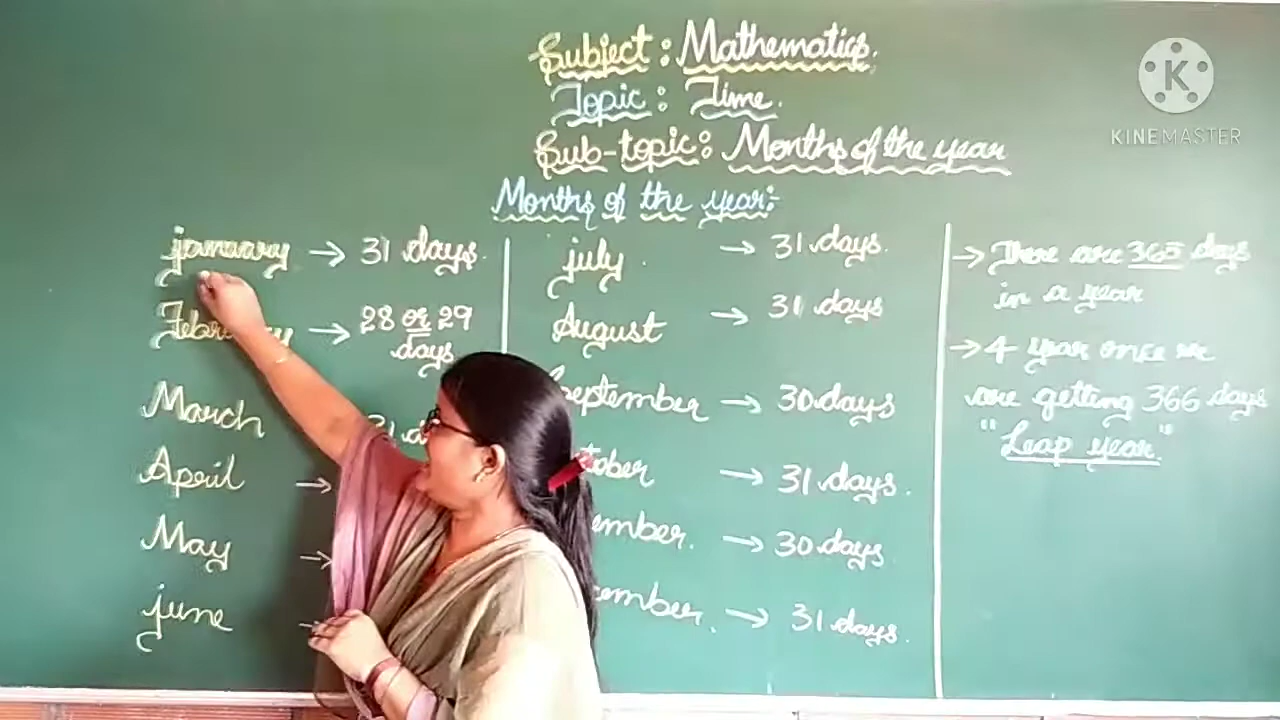 Subject : Mathematics.
Topic : Time.
Sub-topic: Months of the year
Months of the year:-
january → 31 days.
→ 28 or 29
days
March
April →
May →
june
july → 31 days.
August → 31 days
September → 30 days
→ 31 days.
→ 30 days
→ 31 days.
→ There are 365 days
in a year
→ 4 year once we
are getting 366 days
"Leap year"
K
KINEMASTER